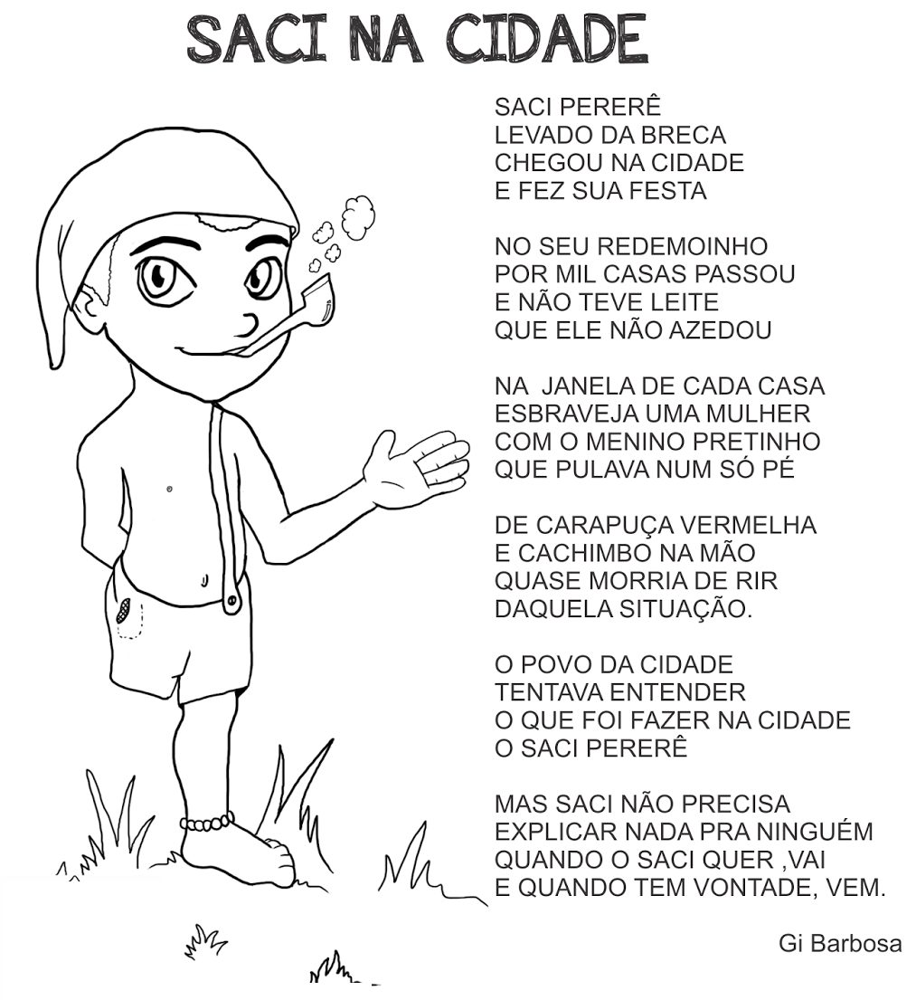 SACI NA CIDADE
SACI PERERÊ
LEVADO DA BRECA
CHEGOU NA CIDADE
E FEZ SUA FESTA
NO SEU REDEMOINHO
POR MIL CASAS PASSOU
E NÃO TEVE LEITE
QUE ELE NÃO AZEDOU
NA JANELA DE CADA CASA
ESBRAVEJA UMA MULHER
COM O MENINO PRETINHO
QUE PULAVA NUM SÓ PÉ
DE CARAPUÇA VERMELHA
E CACHIMBO NA MÃO
QUASE MORRIA DE RIR
DAQUELA SITUAÇÃO.
O POVO DA CIDADE
TENTAVA ENTENDER
O QUE FOI FAZER NA CIDADE
O SACI PERERÊ
MAS SACI NÃO PRECISA
EXPLICAR NADA PRA NINGUÉM
QUANDO O SACI QUER ,VAI
E QUANDO TEM VONTADE, VEM.
Gi Barbosa